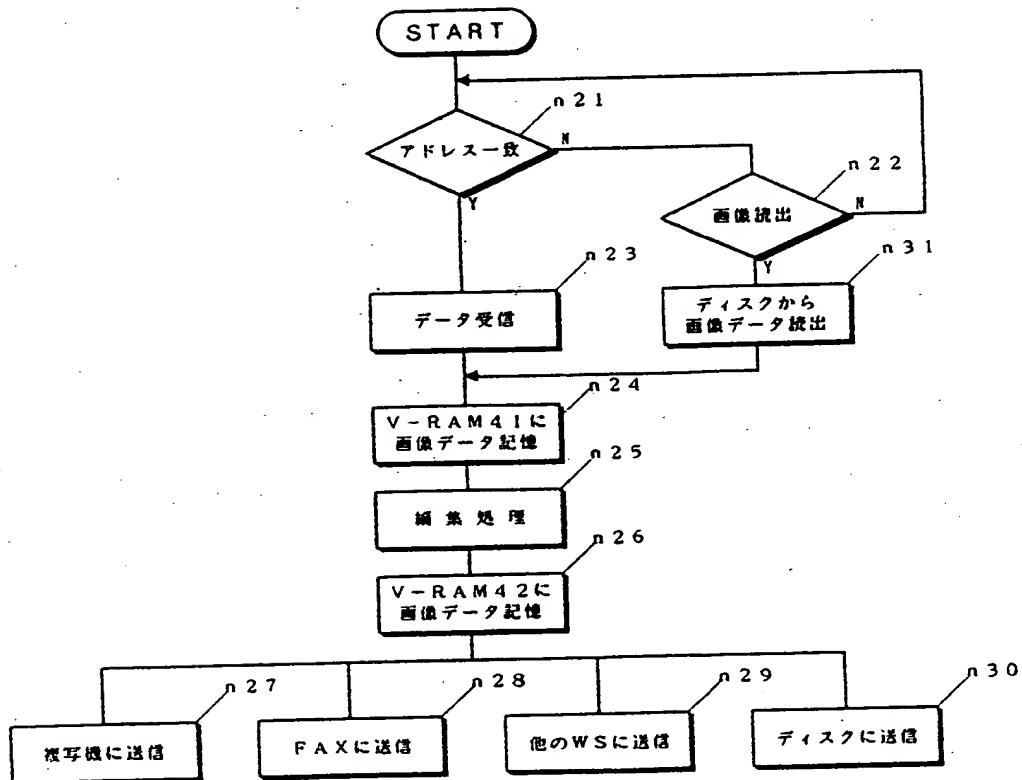 START
n21
アドレス一致
N
Y
n22
画像読出
N
Y
n23
データ受信
n31
ディスクから
画像データ読出
n24
V-RAM41に
画像データ記憶
n25
編集処理
n26
V-RAM42に
画像データ記憶
n27
複写機に送信
n28
FAXに送信
n29
他のWSに送信
n30
ディスクに送信